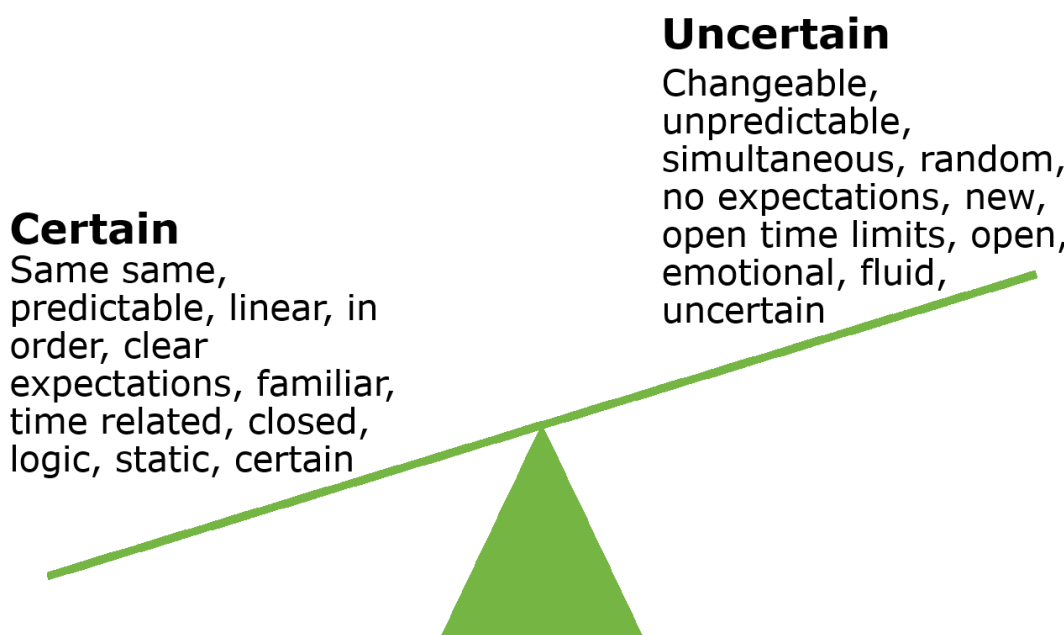 Certain
Same same,
predictable, linear, in
order, clear
expectations, familiar,
time related, closed,
logic, static, certain
Uncertain
Changeable,
unpredictable,
simultaneous, random,
no expectations, new,
open time limits, open,
emotional, fluid,
uncertain